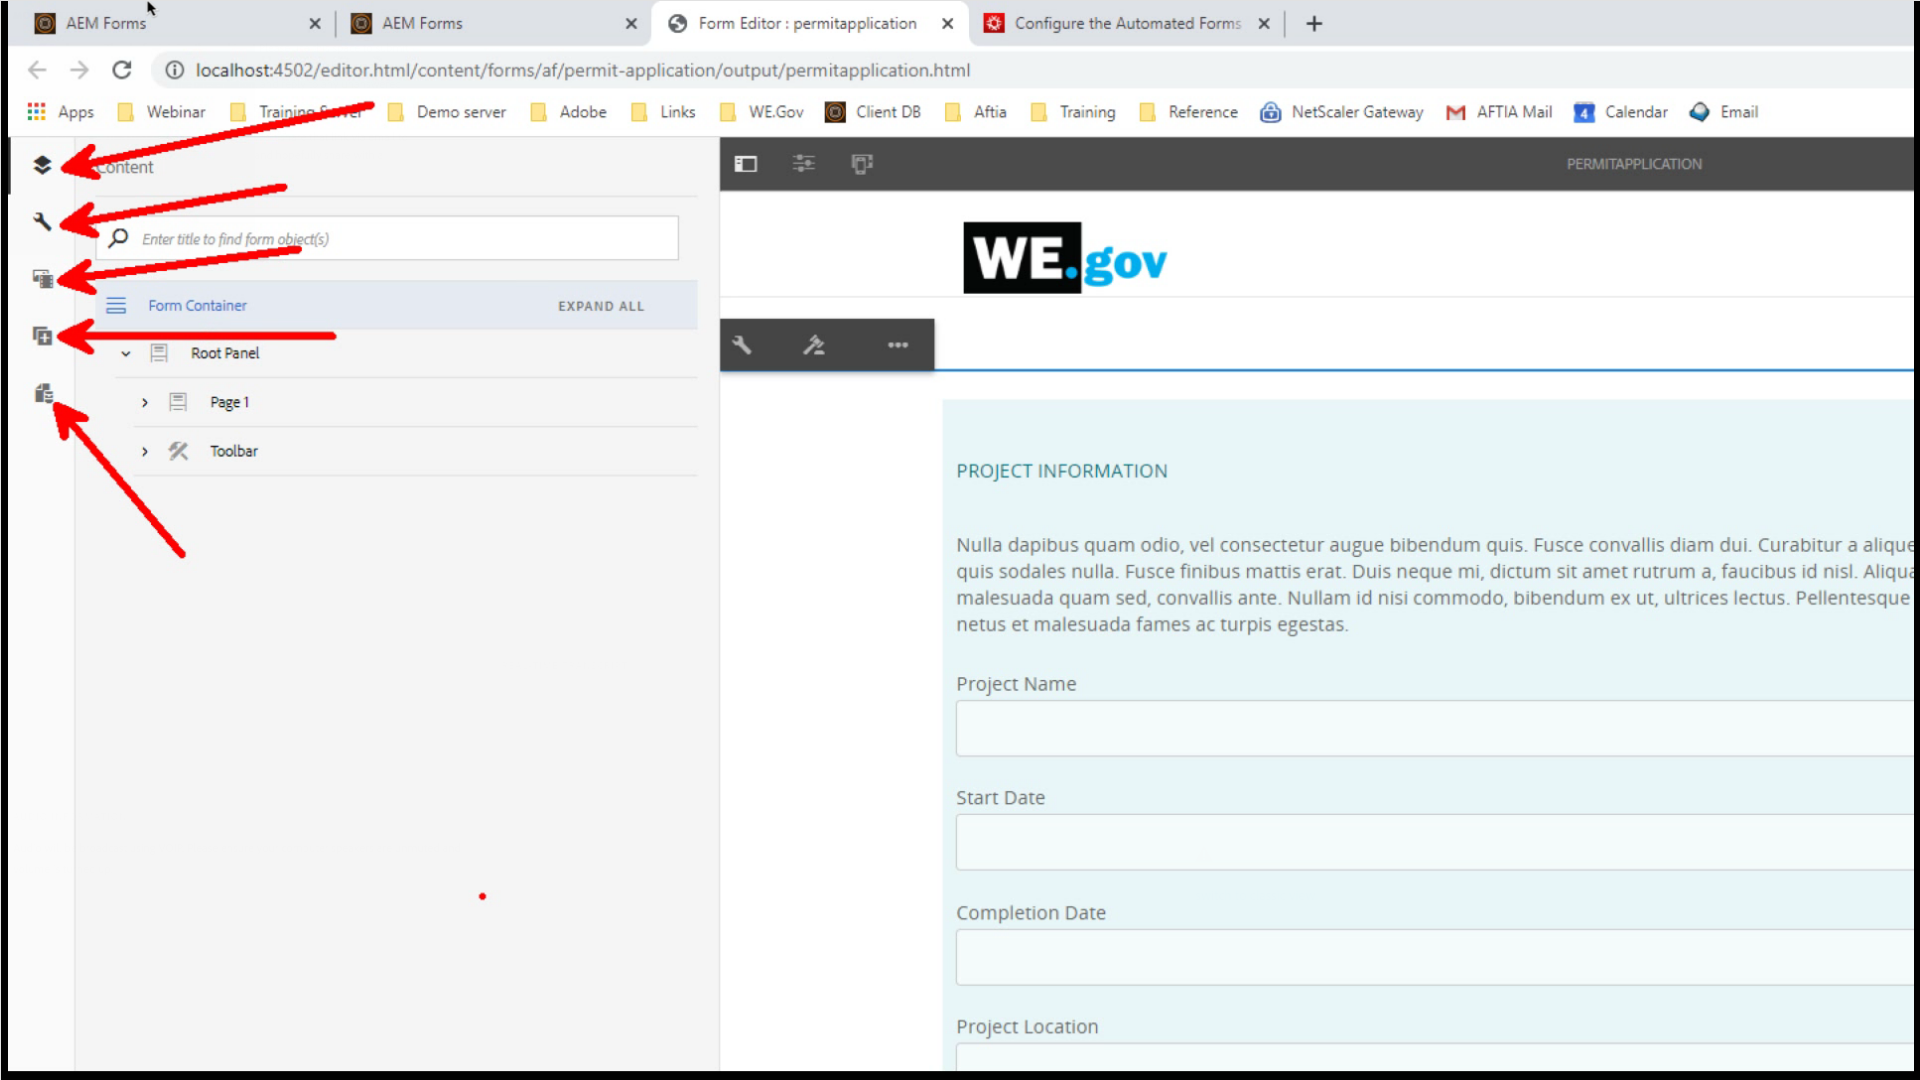 AEM Forms
AEM Forms
Form Editor : permitapplication
Configure the Automated Forms
localhost:4502/editor.html/content/forms/af/permit-application/output/permitapplication.html
Apps Webinar Training Server Demo server Adobe Links WE.Gov Client DB Aftia Training Reference NetScaler Gateway AFTIA Mail 4 Calendar Email
Content
PERMITAPPLICATION
Enter title to find form object(s)
WE.gov
Form Container EXPAND ALL
Root Panel
Page 1
Toolbar
PROJECT INFORMATION
Nulla dapibus quam odio, vel consectetur augue bibendum quis. Fusce convallis diam dui. Curabitur a alique
quis sodales nulla. Fusce finibus mattis erat. Duis neque mi, dictum sit amet rutrum a, faucibus id nisl. Aliqua
malesuada quam sed, convallis ante. Nullam id nisi commodo, bibendum ex ut, ultrices lectus. Pellentesque
netus et malesuada fames ac turpis egestas.
Project Name
Start Date
Completion Date
Project Location